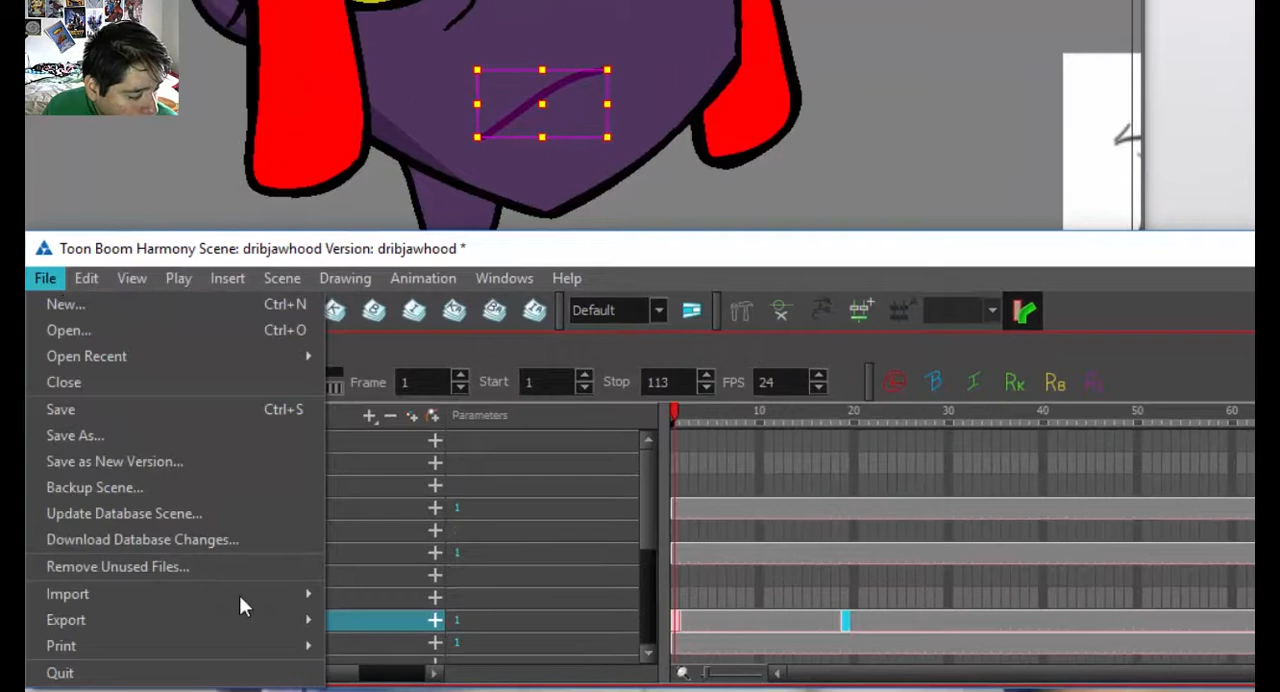 Toon Boom Harmony Scene: dribjawhood Version: dribjawhood *
File Edit View Play Insert Scene Drawing Animation Windows Help
New... Ctrl+N
Default
Open... Ctrl+O
Open Recent
Close
Frame 1 Start 1 Stop 113 FPS 24
B I RK RB
Save Ctrl+S
Parameters
10 20 30 40 50 60
Save As...
Save as New Version...
Backup Scene...
Update Database Scene...
1
Download Database Changes...
1
Remove Unused Files...
Import
Export
1
Print
1
Quit